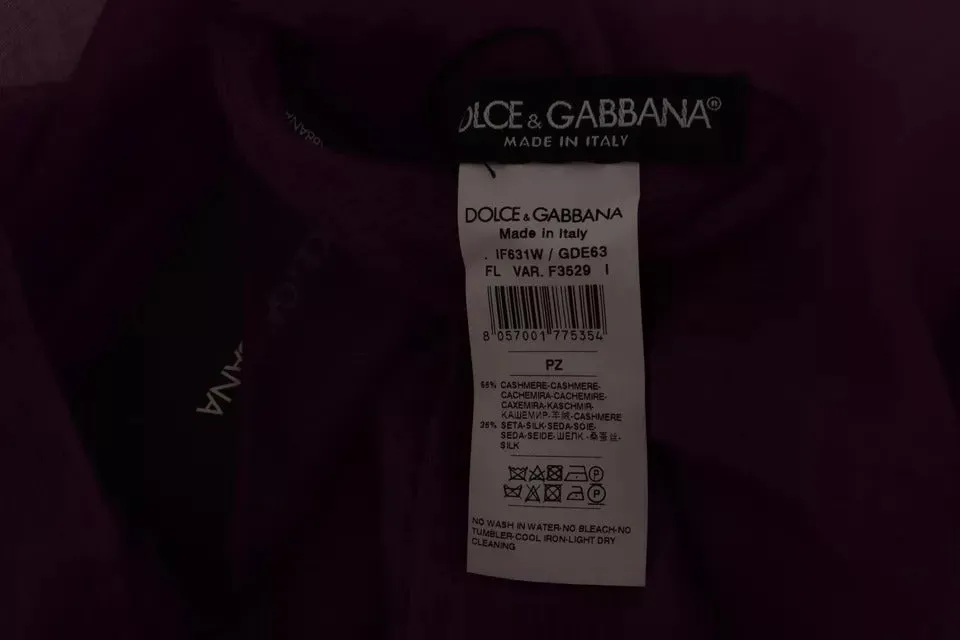 DOLCE & GABBANA®
MADE IN ITALY
DOLCE & GABBANA
Made in Italy
. IF631W / GDE63
FL VAR. F3529 I
8 057001 775354
PZ
CASHMERE-CASHMERE-
CACHEMIRA-CACHEMIRE-
CAXEMIRA-KASCHMIR-
КАШЕМИР-羊绒-CASHMERE
SETA-SILK-SEDA-SOIE-
SEDA-SEIDE-ШЕЛК-桑蚕丝-
SILK
P
P
NO WASH IN WATER-NO BLEACH-NO
TUMBLER-COOL IRON-LIGHT DRY
CLEANING